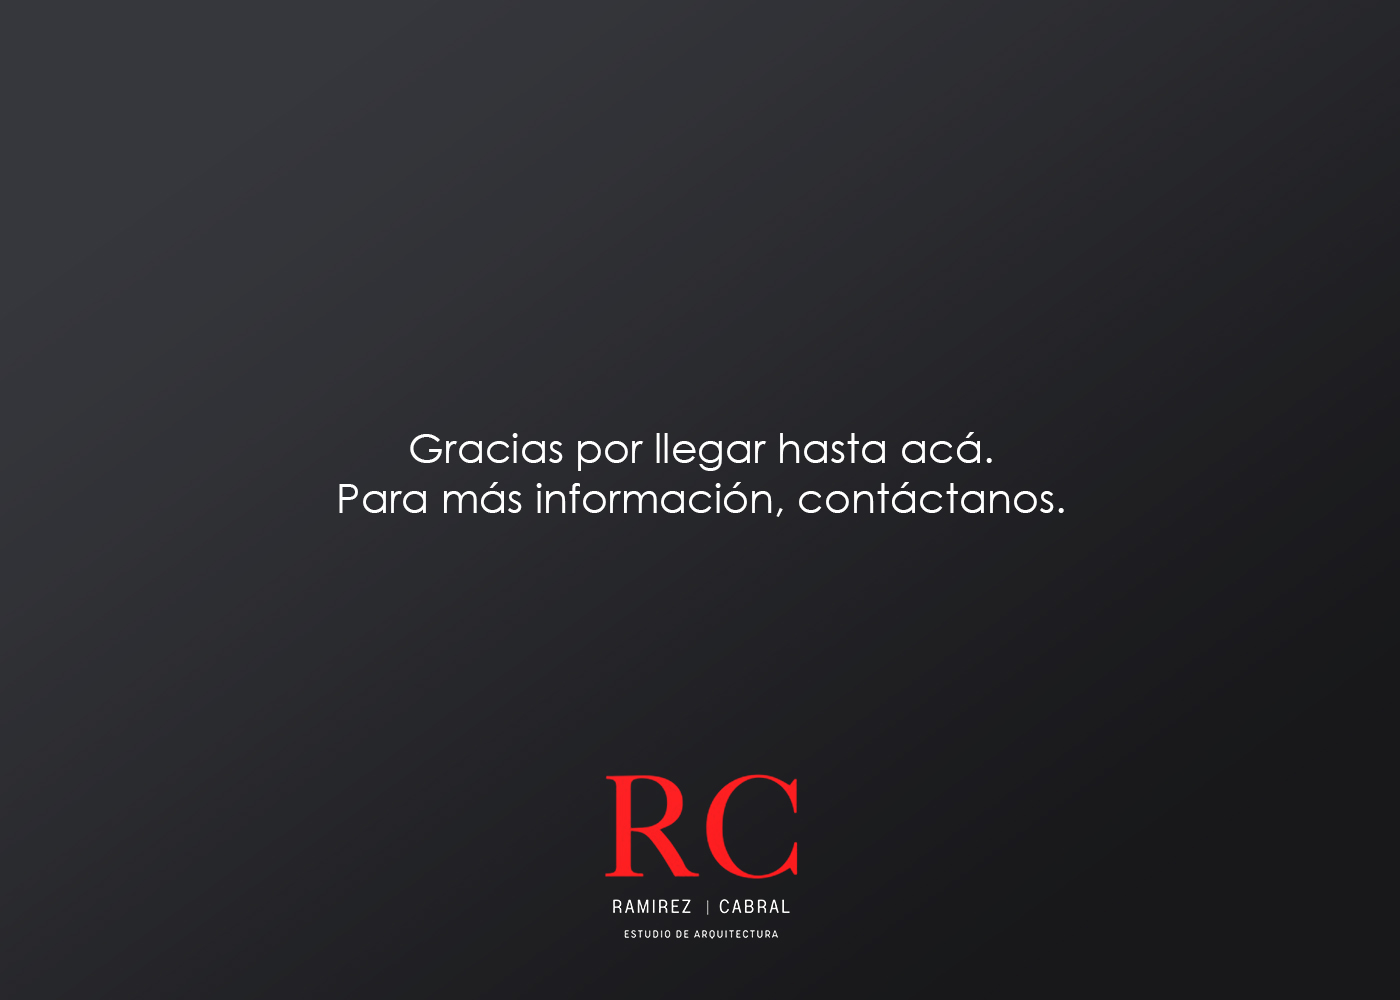 Gracias por llegar hasta acá.
Para más información, contáctanos.
RC
RAMIREZ | CABRAL
ESTUDIO DE ARQUITECTURA